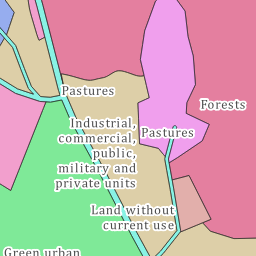 Pastures
Forests
Industrial,
commercial,
public,
military and
private units
Pastures
Land without
current use
Green urban